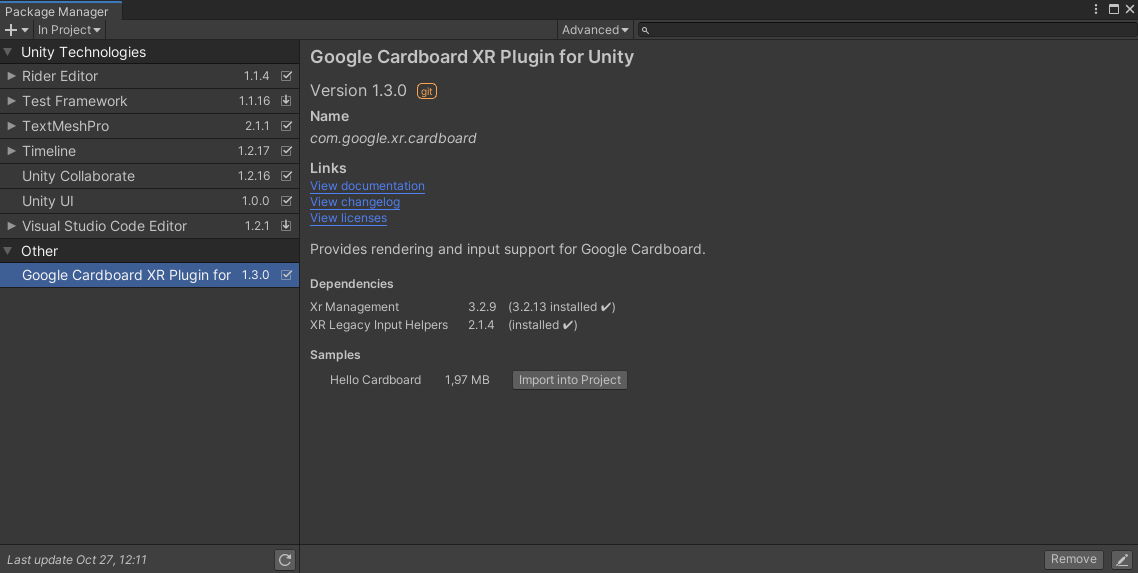 Package Manager
In Project
Advanced
Unity Technologies
Rider Editor 1.1.4
Test Framework 1.1.16
TextMeshPro 2.1.1
Timeline 1.2.17
Unity Collaborate 1.2.16
Unity UI 1.0.0
Visual Studio Code Editor 1.2.1
Other
Google Cardboard XR Plugin for 1.3.0
Last update Oct 27, 12:11
Google Cardboard XR Plugin for Unity
Version 1.3.0 git
Name
com.google.xr.cardboard
Links
View documentation
View changelog
View licenses
Provides rendering and input support for Google Cardboard.
Dependencies
Xr Management 3.2.9 (3.2.13 installed ✔)
XR Legacy Input Helpers 2.1.4 (installed ✔)
Samples
Hello Cardboard 1,97 MB Import into Project
Remove